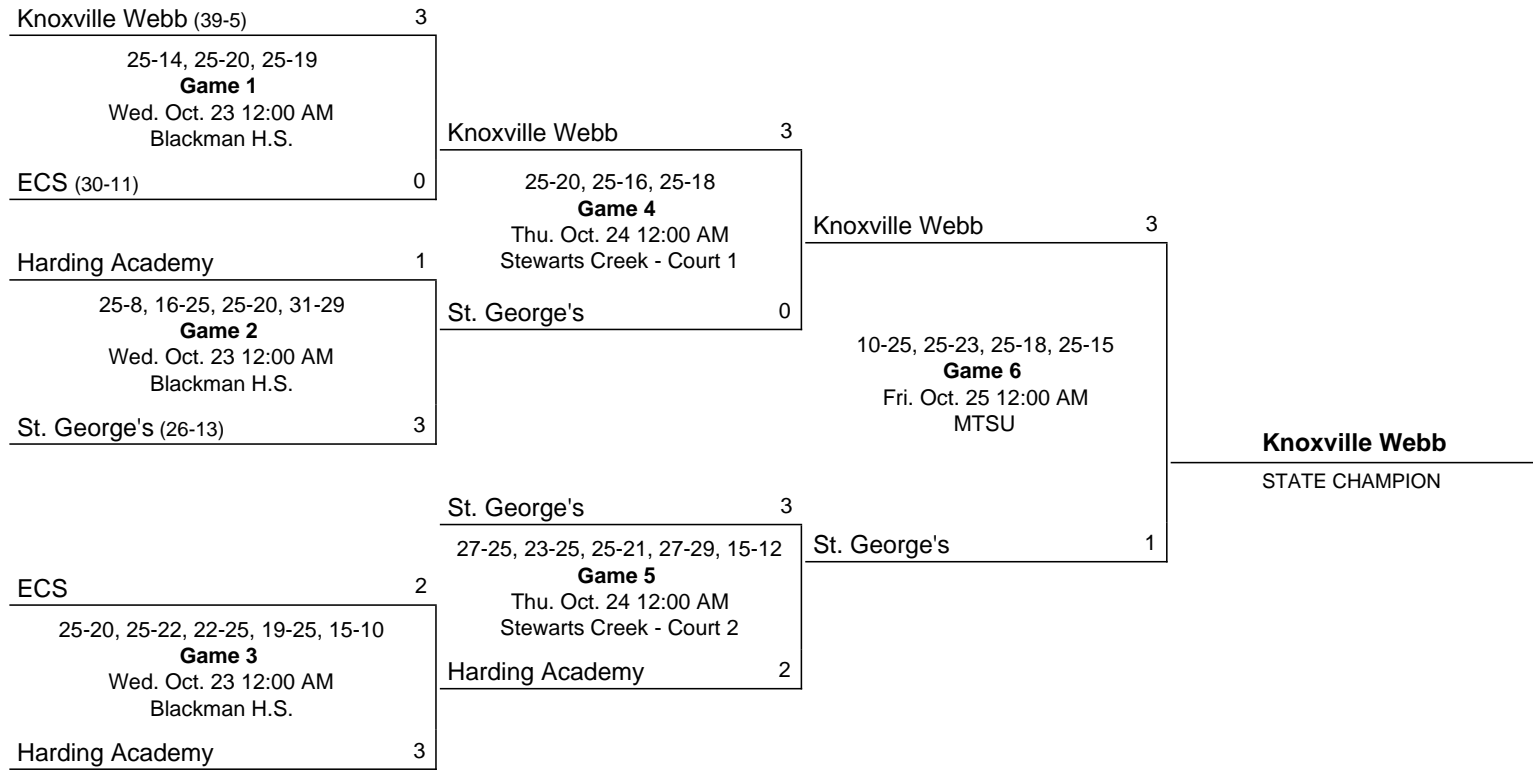 Knoxville Webb (39-5) 3
25-14, 25-20, 25-19
Game 1
Wed. Oct. 23 12:00 AM
Blackman H.S.
ECS (30-11) 0
Harding Academy 1
25-8, 16-25, 25-20, 31-29
Game 2
Wed. Oct. 23 12:00 AM
Blackman H.S.
St. George's (26-13) 3
ECS 2
25-20, 25-22, 22-25, 19-25, 15-10
Game 3
Wed. Oct. 23 12:00 AM
Blackman H.S.
Harding Academy 3
Knoxville Webb 3
25-20, 25-16, 25-18
Game 4
Thu. Oct. 24 12:00 AM
Stewarts Creek - Court 1
St. George's 0
St. George's 3
27-25, 23-25, 25-21, 27-29, 15-12
Game 5
Thu. Oct. 24 12:00 AM
Stewarts Creek - Court 2
Harding Academy 2
Knoxville Webb 3
10-25, 25-23, 25-18, 25-15
Game 6
Fri. Oct. 25 12:00 AM
MTSU
St. George's 1
Knoxville Webb
STATE CHAMPION